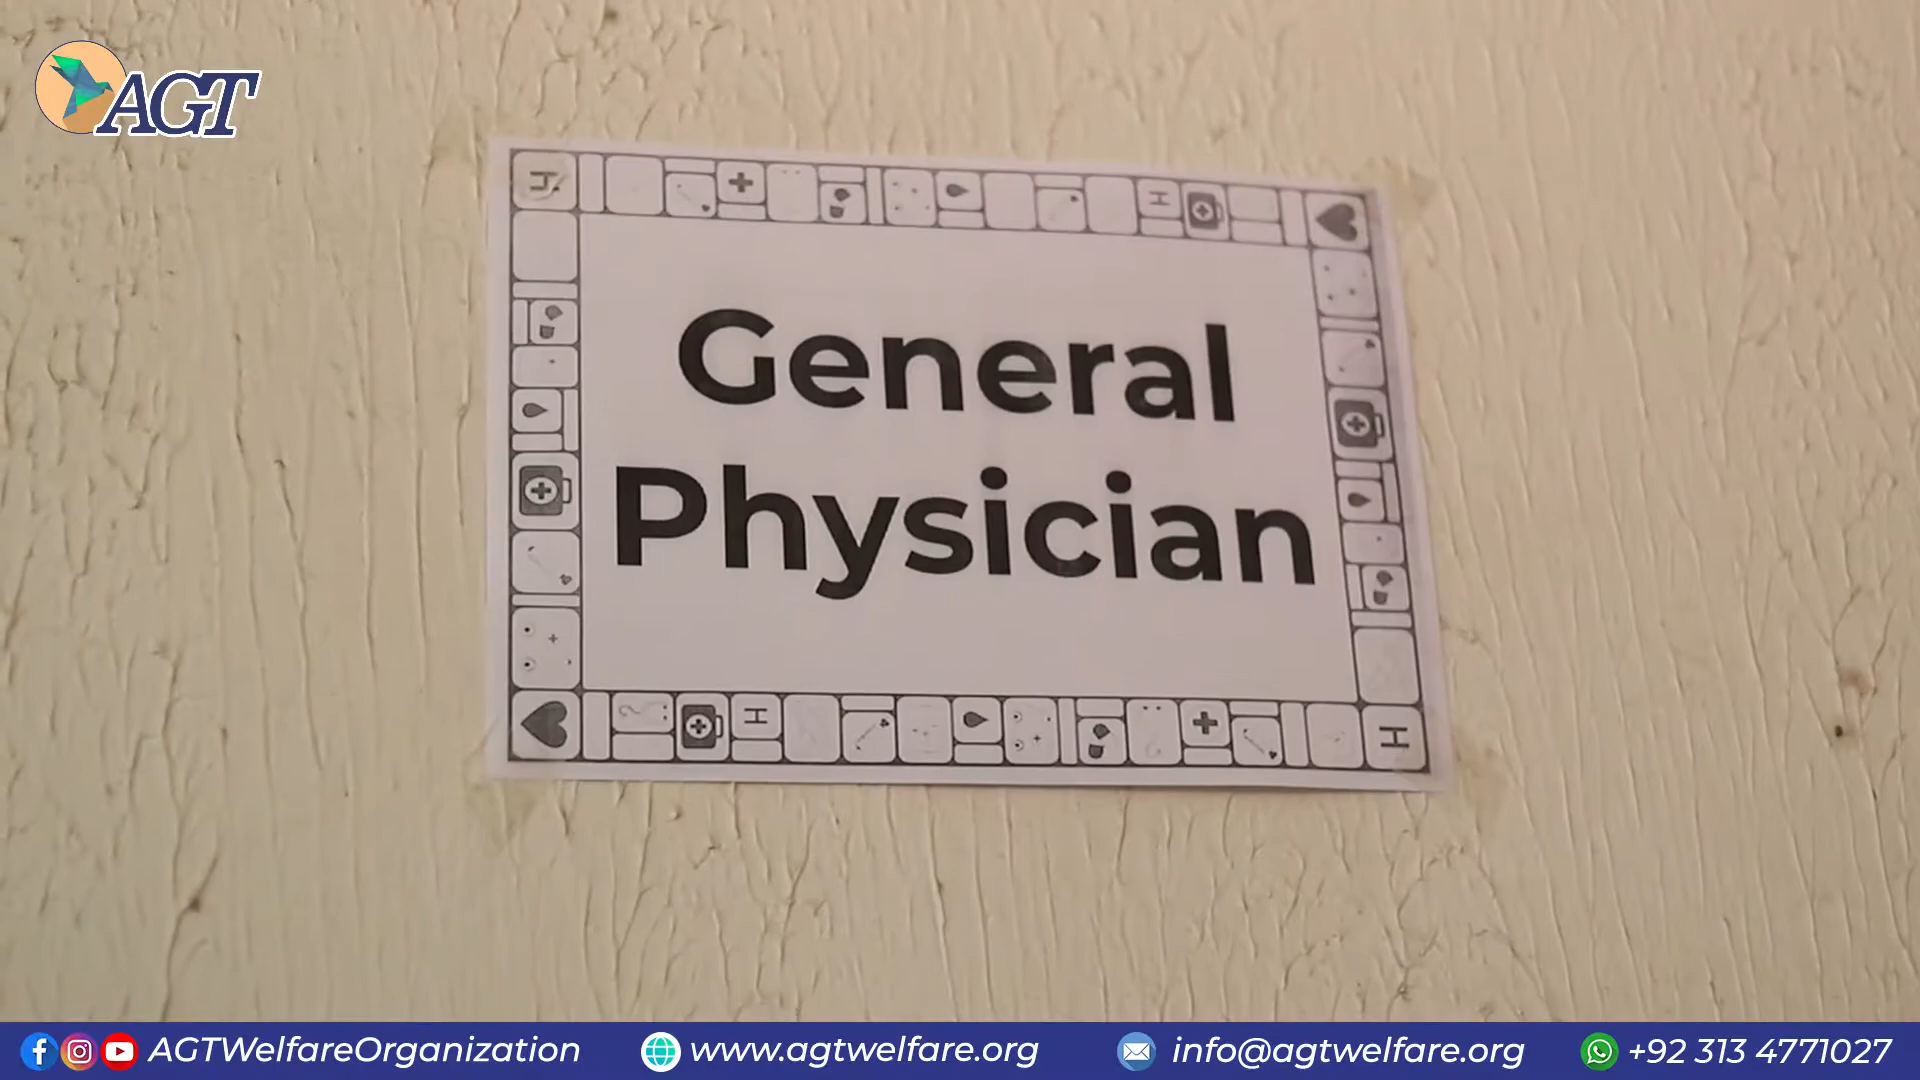 AGT
General
Physician
AGTWelfareOrganization
www.agtwelfare.org
info@agtwelfare.org
+92 313 4771027